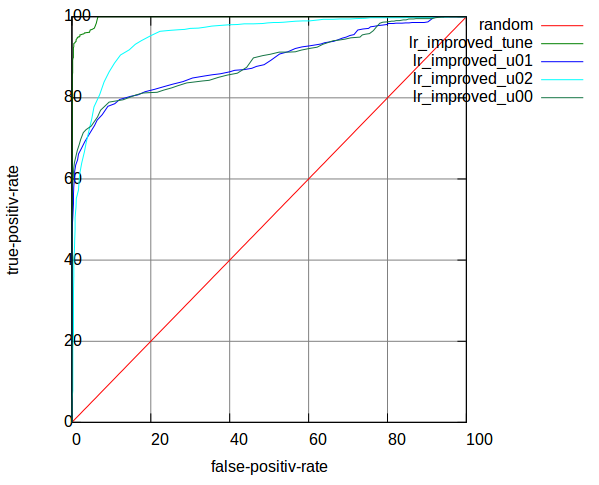 100
80
60
40
20
0
true-positiv-rate
random
lr_improved_tune
lr_improved_u01
lr_improved_u02
lr_improved_u00
0 20 40 60 80 100
false-positiv-rate